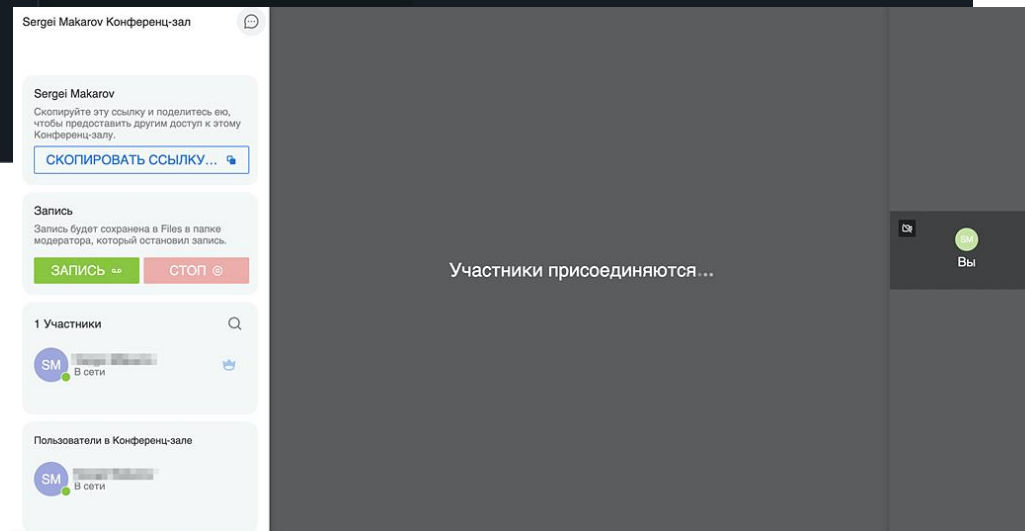 Sergei Makarov Конференц-зал
Sergei Makarov
Скопируйте эту ссылку и поделитесь ею,
чтобы предоставить другим доступ к этому
Конференц-залу.
СКОПИРОВАТЬ ССЫЛКУ...
Запись
Запись будет сохранена в Files в папке
модератора, который остановил запись.
ЗАПИСЬ
СТОП
1 Участники
SM
В сети
Пользователи в Конференц-зале
SM
В сети
Участники присоединяются...
SM
Вы